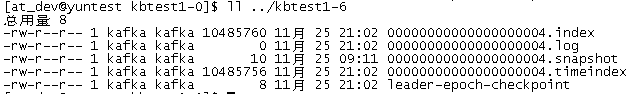 [at_dev@yuntest kbtest1-0]$ ll ../kbtest1-6
总用量 8
-rw-r--r-- 1 kafka kafka 10485760 11月 25 21:02 00000000000000000004.index
-rw-r--r-- 1 kafka kafka 0 11月 25 21:02 00000000000000000004.log
-rw-r--r-- 1 kafka kafka 10 11月 25 09:11 00000000000000000004.snapshot
-rw-r--r-- 1 kafka kafka 10485756 11月 25 21:02 00000000000000000004.timeindex
-rw-r--r-- 1 kafka kafka 8 11月 25 21:02 leader-epoch-checkpoint